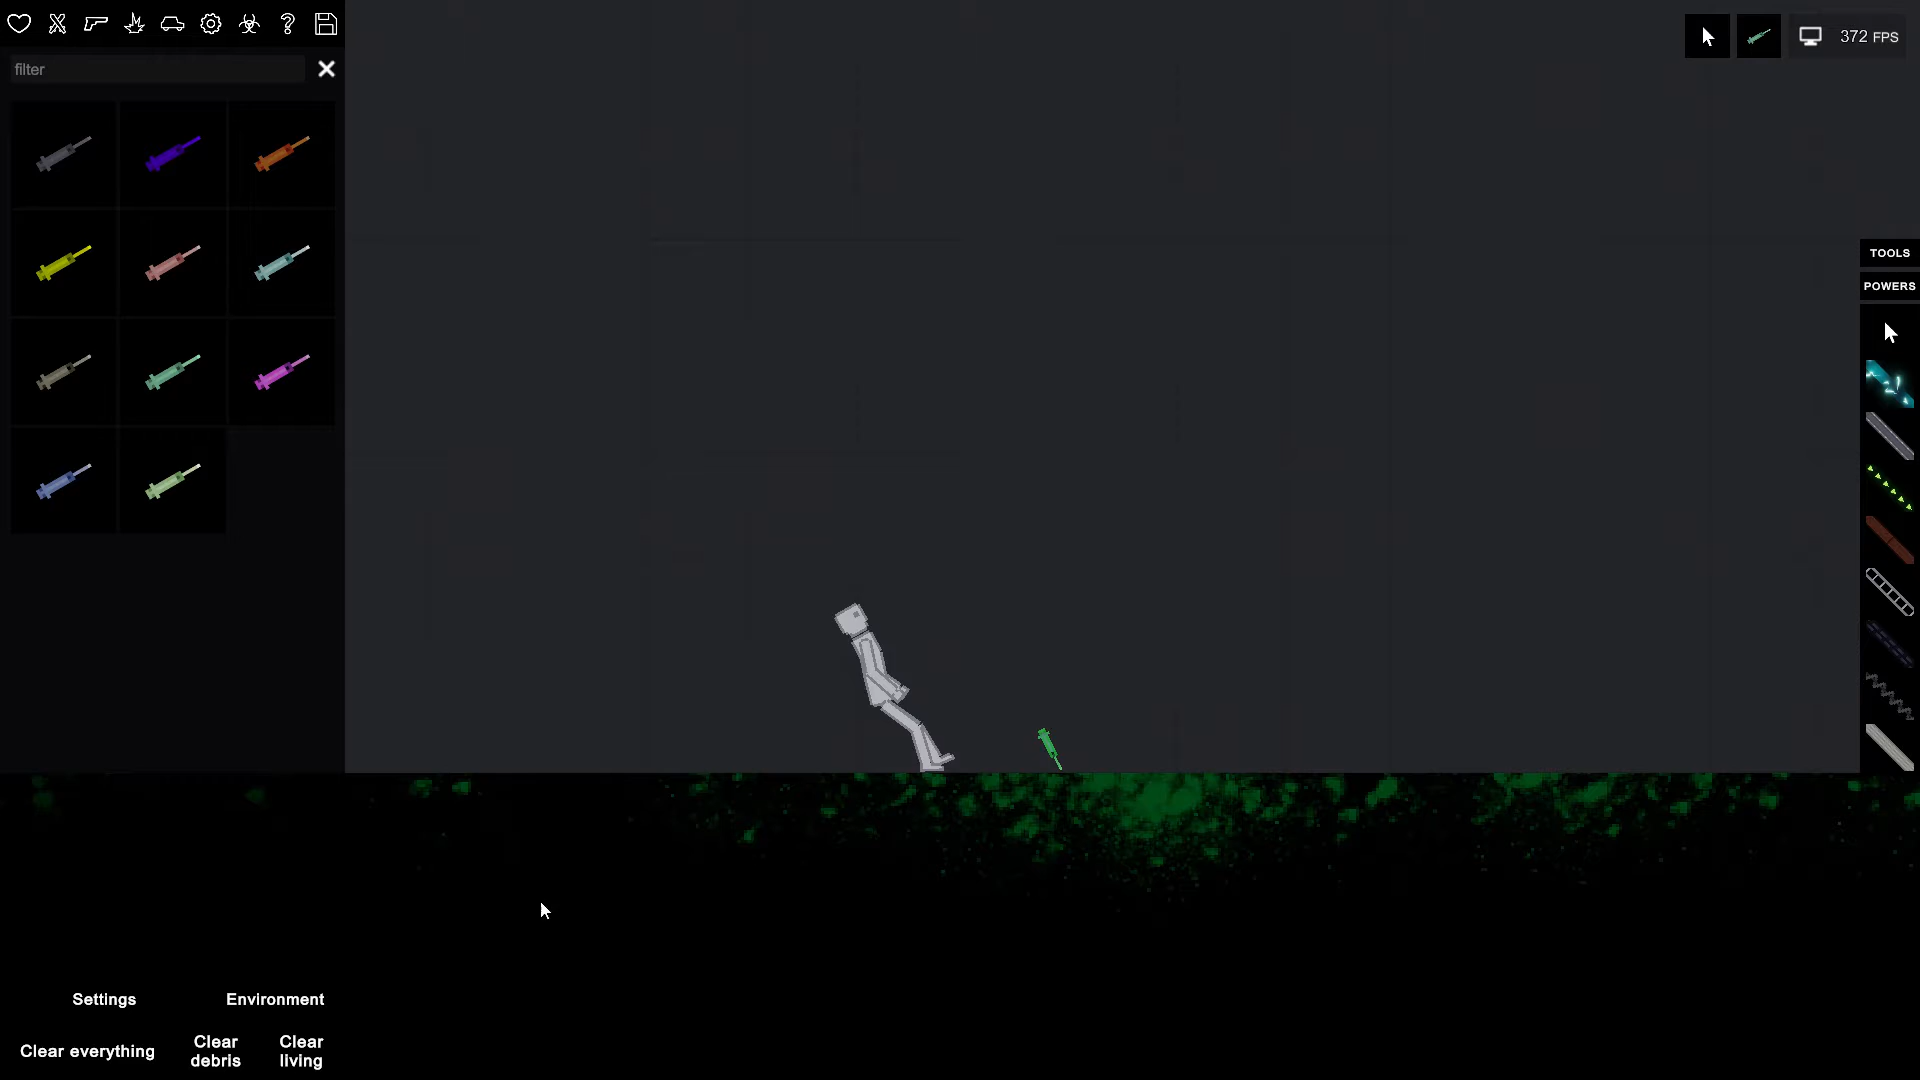 filter
372 FPS
TOOLS
POWERS
Settings
Environment
Clear everything
Clear
debris
Clear
living